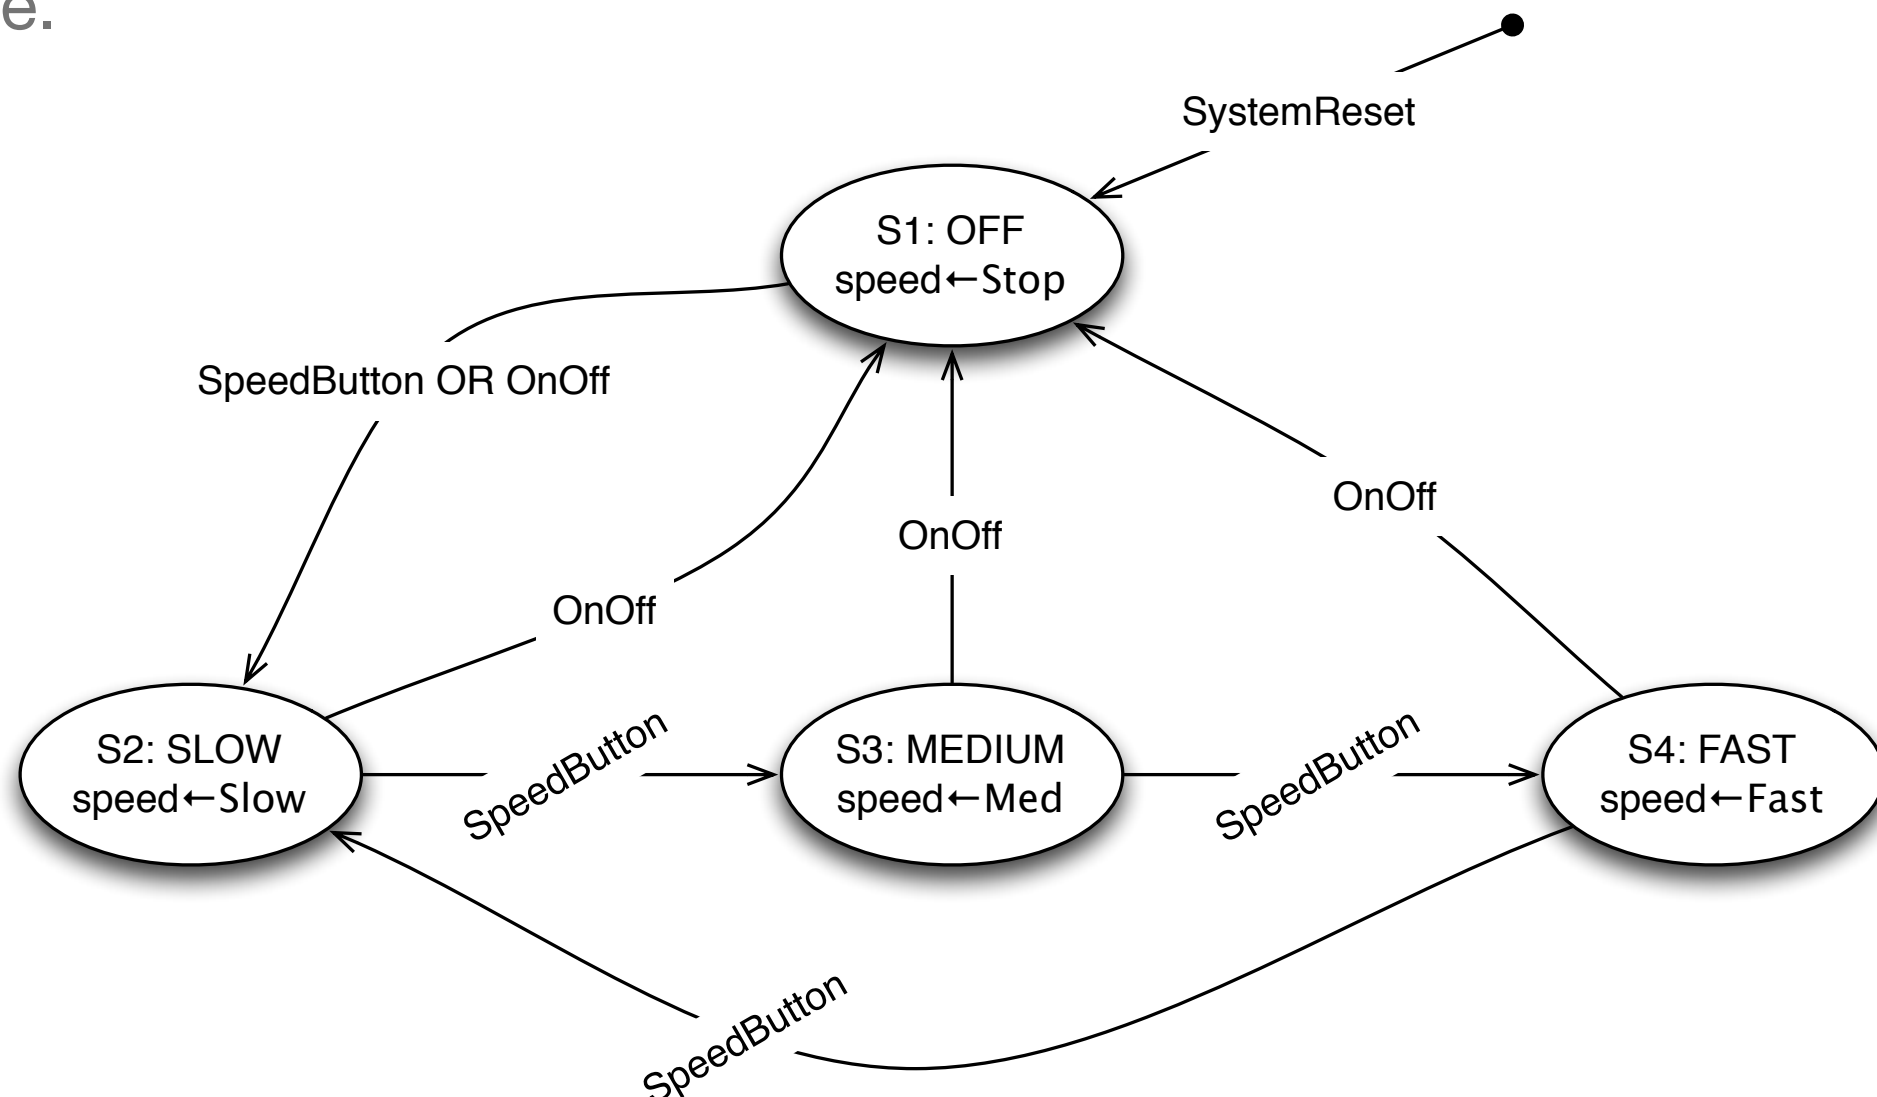 e.
SystemReset
S1: OFF
speed←Stop
SpeedButton OR OnOff
OnOff
OnOff
OnOff
S2: SLOW
speed←Slow
SpeedButton
S3: MEDIUM
speed←Med
SpeedButton
S4: FAST
speed←Fast
SpeedButton